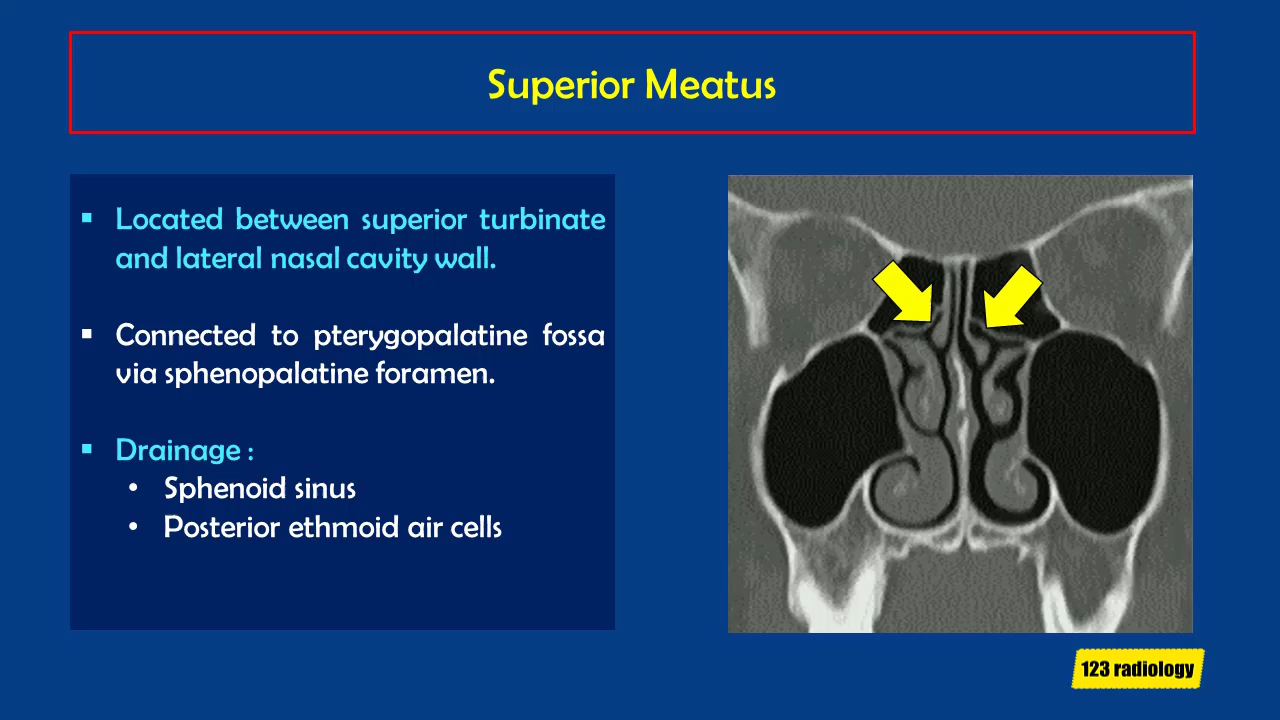 Superior Meatus
▪ Located between superior turbinate
and lateral nasal cavity wall.
▪ Connected to pterygopalatine fossa
via sphenopalatine foramen.
▪ Drainage :
• Sphenoid sinus
• Posterior ethmoid air cells
123 radiology